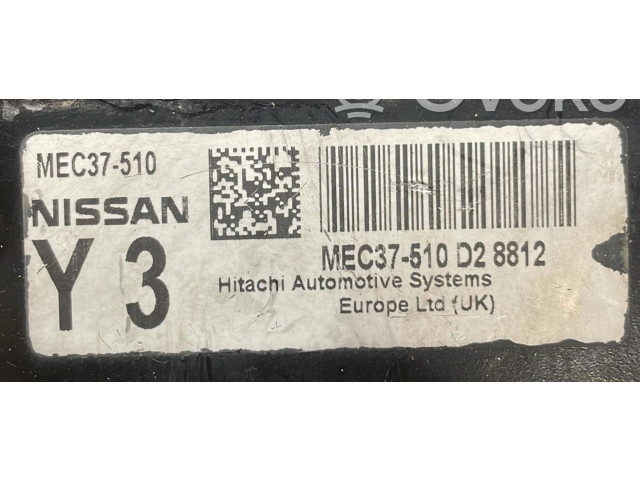 MEC37-510
NISSAN
Y 3
MEC37-510 D2 8812
Hitachi Automotive Systems
Europe Ltd (UK)